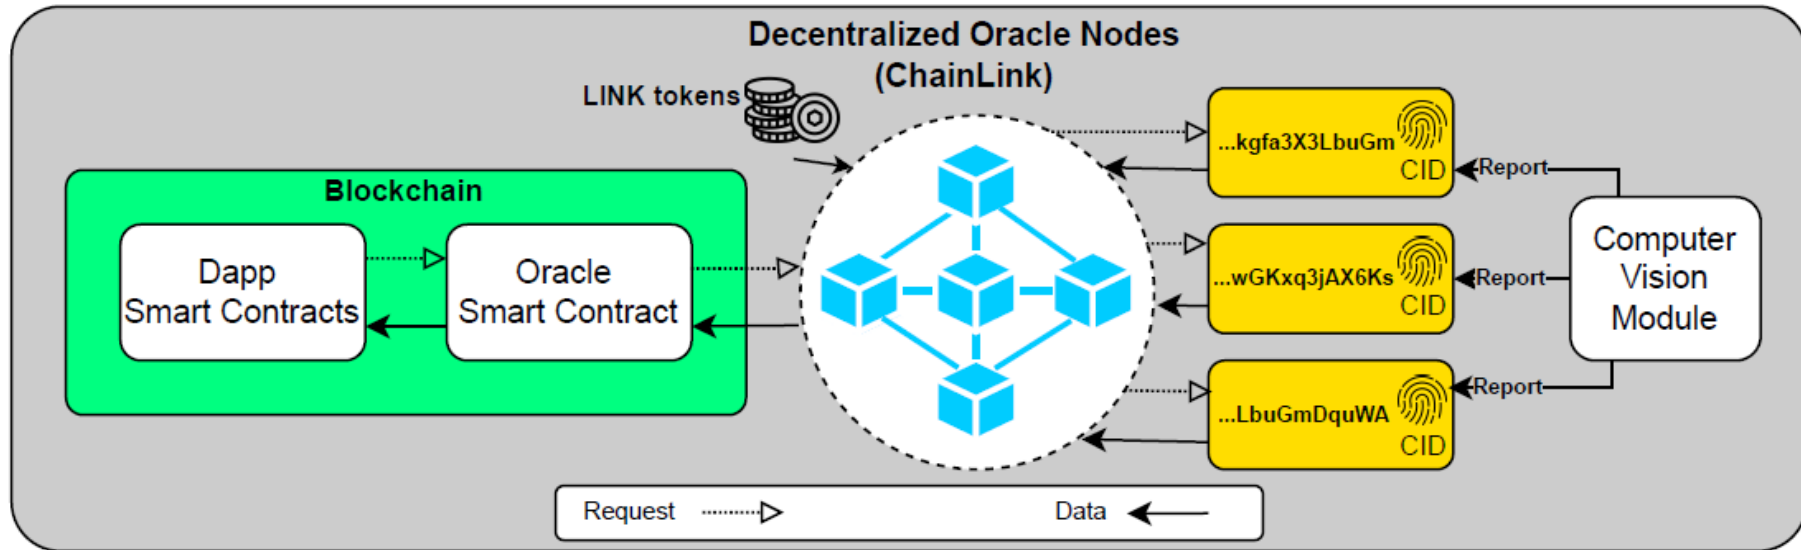 Decentralized Oracle Nodes
(ChainLink)
LINK tokens
Blockchain
Dapp
Smart Contracts
Oracle
Smart Contract
...kgfa3X3LbuGm
CID
Report
...wGKxq3jAX6Ks
CID
Report
...LbuGmDquWA
CID
Report
Computer
Vision
Module
Request
Data